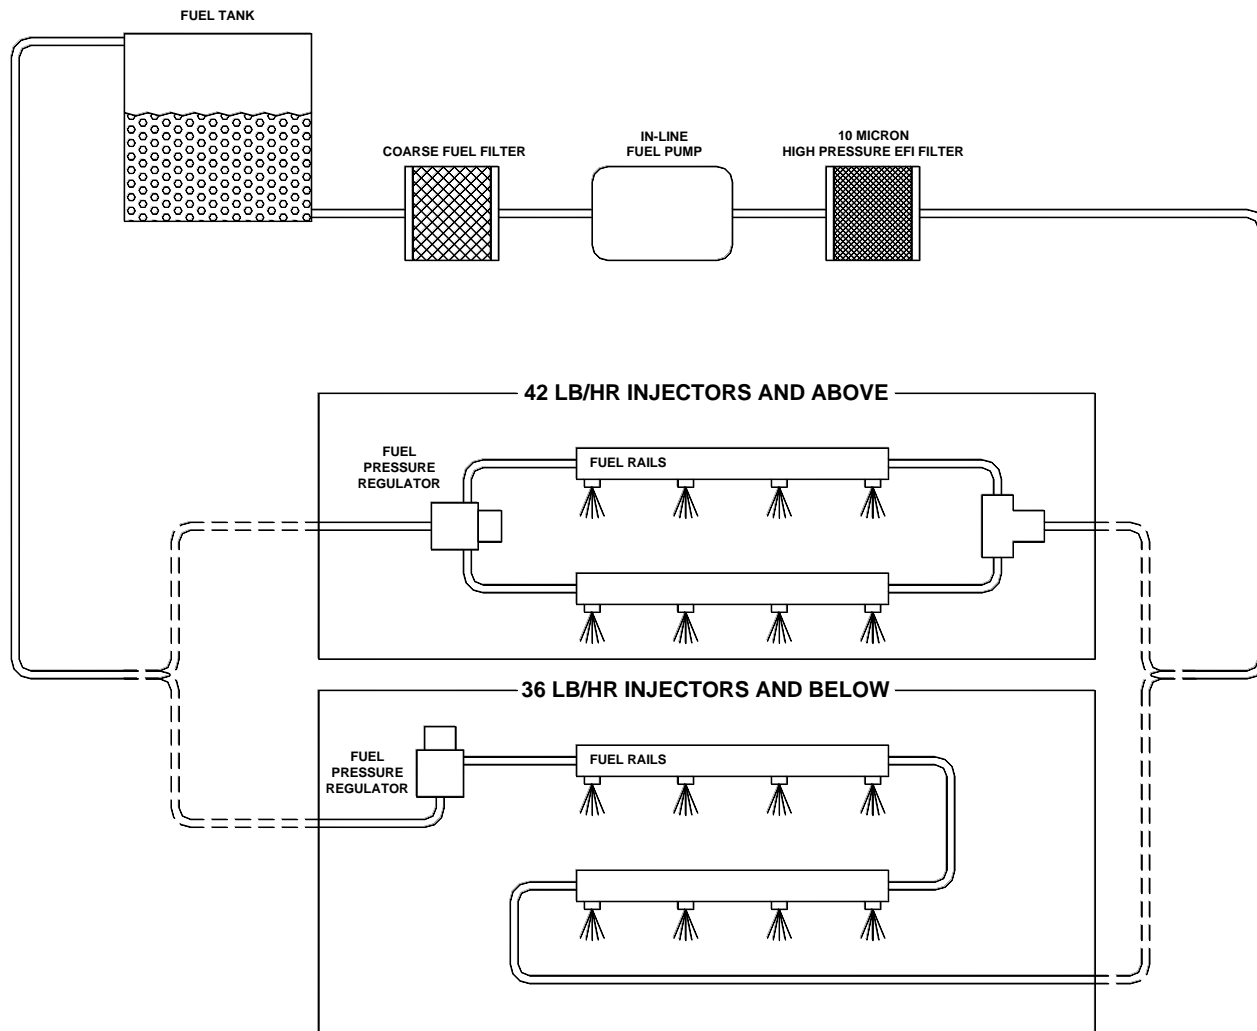 FUEL TANK
COARSE FUEL FILTER
IN-LINE
FUEL PUMP
10 MICRON
HIGH PRESSURE EFI FILTER
42 LB/HR INJECTORS AND ABOVE
FUEL
PRESSURE
REGULATOR
FUEL RAILS
36 LB/HR INJECTORS AND BELOW
FUEL
PRESSURE
REGULATOR
FUEL RAILS